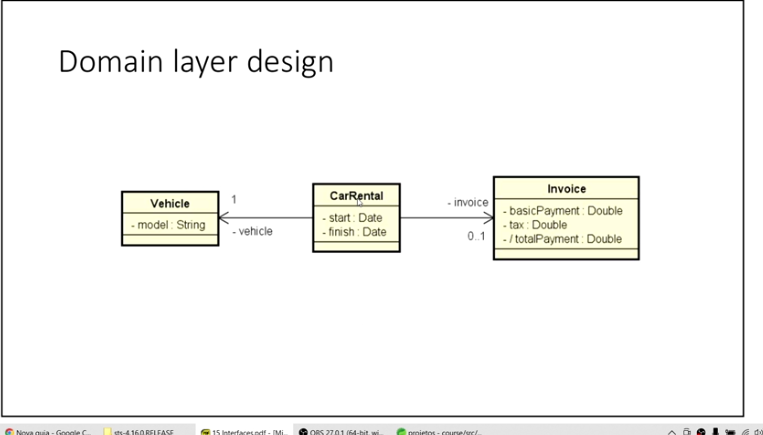 Domain layer design
Vehicle
- model : String
1
- vehicle
CarRental
- start : Date
- finish : Date
- invoice
0..1
Invoice
- basicPayment : Double
- tax : Double
- / totalPayment : Double
Nova guia - Google C...
sts-4.16.0.RELEASE
15 Interfaces.pdf - [Mi...
OBS 27.0.1 (64-bit, wi...
projetos - course/src/...